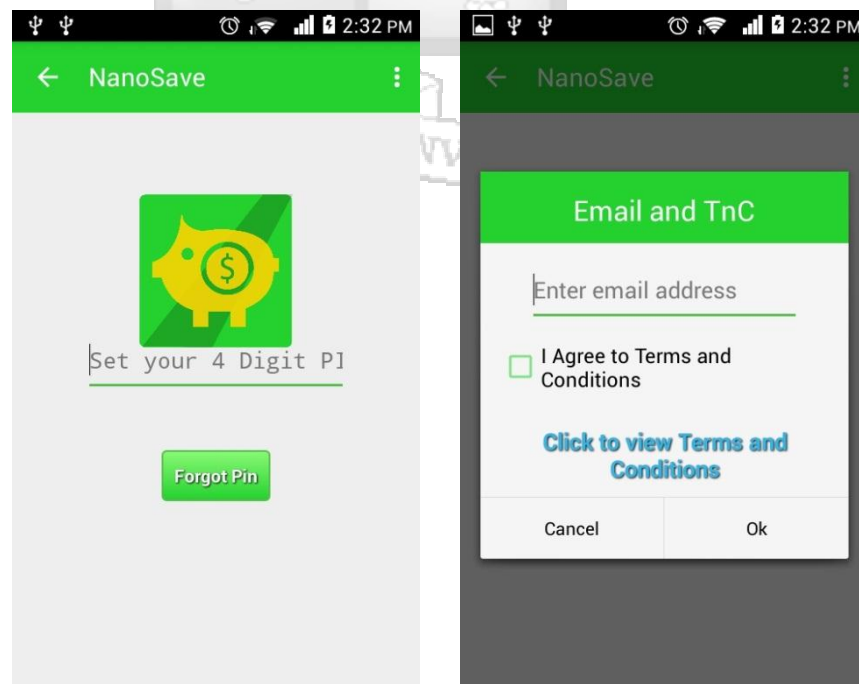 2:32 PM
NanoSave
$
Set your 4 Digit PI
Forgot Pin
2:32 PM
NanoSave
Email and TnC
Enter email address
I Agree to Terms and
Conditions
Click to view Terms and
Conditions
Cancel
Ok